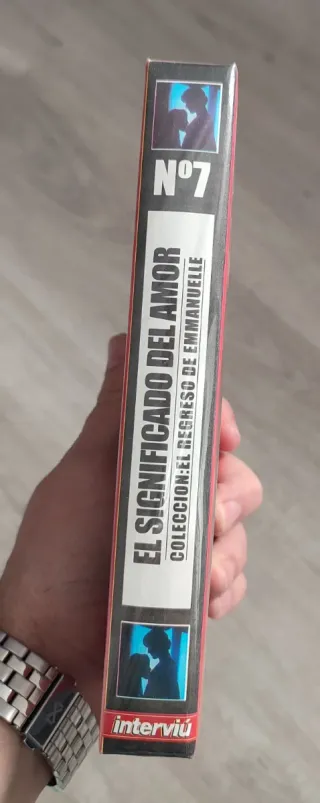 Nº7
EL SIGNIFICADO DEL AMOR
COLECCION:EL REGRESO DE EMMANUELLE
interviú